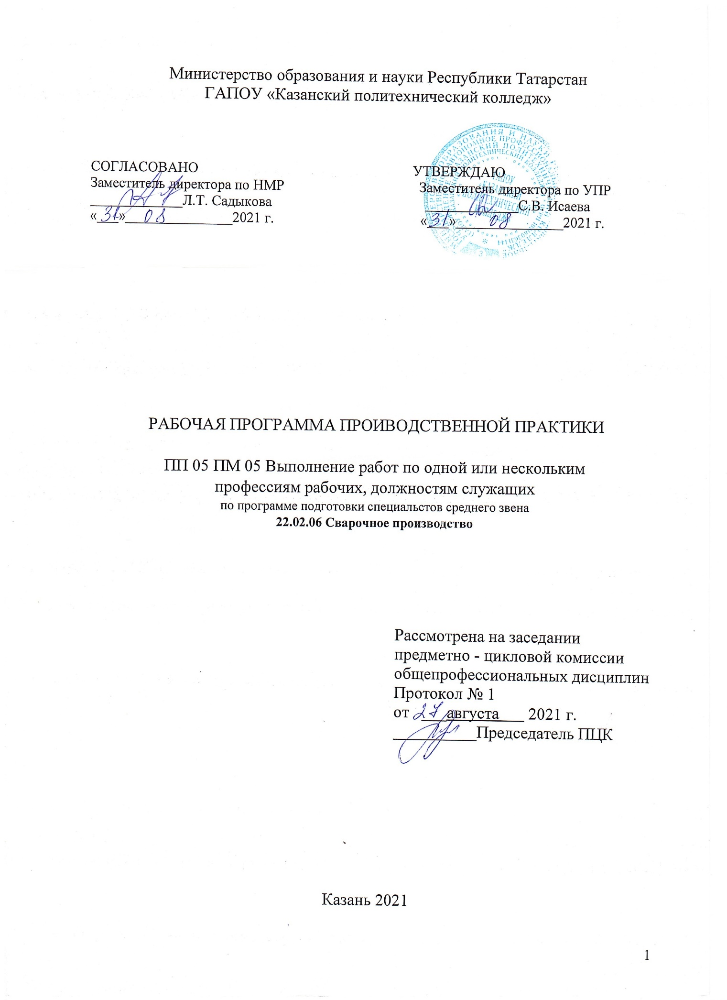 Министерство образования и науки Республики Татарстан
ГАПОУ «Казанский политехнический колледж»
СОГЛАСОВАНО
Заместитель директора по НМР
Л.Т. Садыкова
«31» 08 2021 г.
УТВЕРЖДАЮ
Заместитель директора по УПР
С.В. Исаева
«31» 08 2021 г.
РАБОЧАЯ ПРОГРАММА ПРОИВОДСТВЕННОЙ ПРАКТИКИ
ПП 05 ПМ 05 Выполнение работ по одной или нескольким
профессиям рабочих, должностям служащих
по программе подготовки специальстов среднего звена
22.02.06 Сварочное производство
Рассмотрена на заседании
предметно - цикловой комиссии
общепрофессиональных дисциплин
Протокол № 1
от 27 августа 2021 г.
Председатель ПЦК
Казань 2021
1